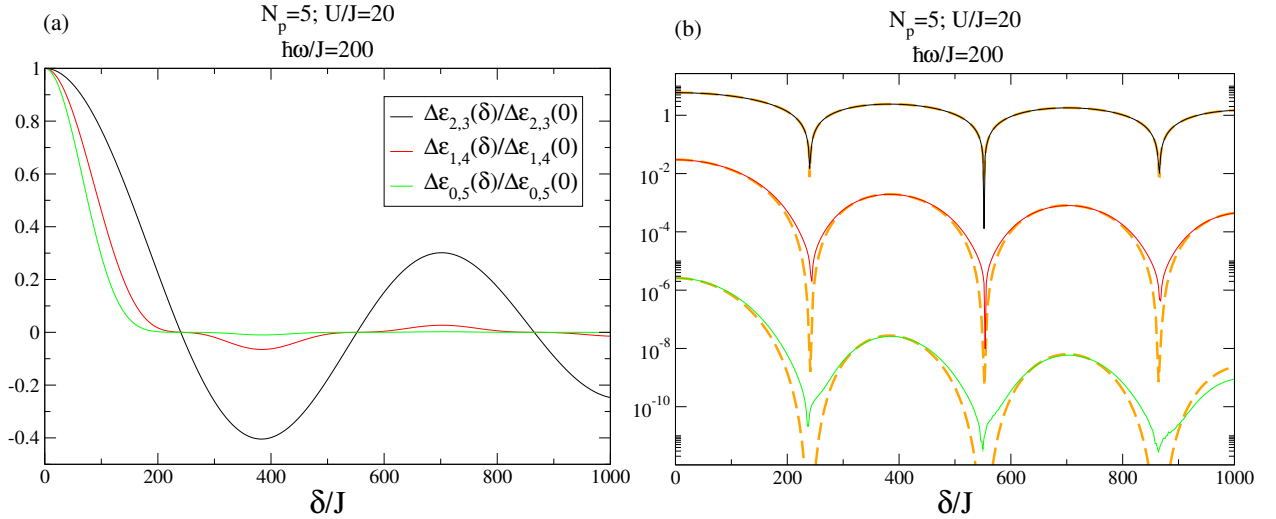 (a)
N_p=5; U/J=20
ħω/J=200
1
0.8
0.6
0.4
0.2
0
-0.2
-0.4
Δε_{2,3}(δ)/Δε_{2,3}(0)
Δε_{1,4}(δ)/Δε_{1,4}(0)
Δε_{0,5}(δ)/Δε_{0,5}(0)
0 200 400 600 800 1000
δ/J
(b)
N_p=5; U/J=20
ħω/J=200
1
10^{-2}
10^{-4}
10^{-6}
10^{-8}
10^{-10}
0 200 400 600 800 1000
δ/J